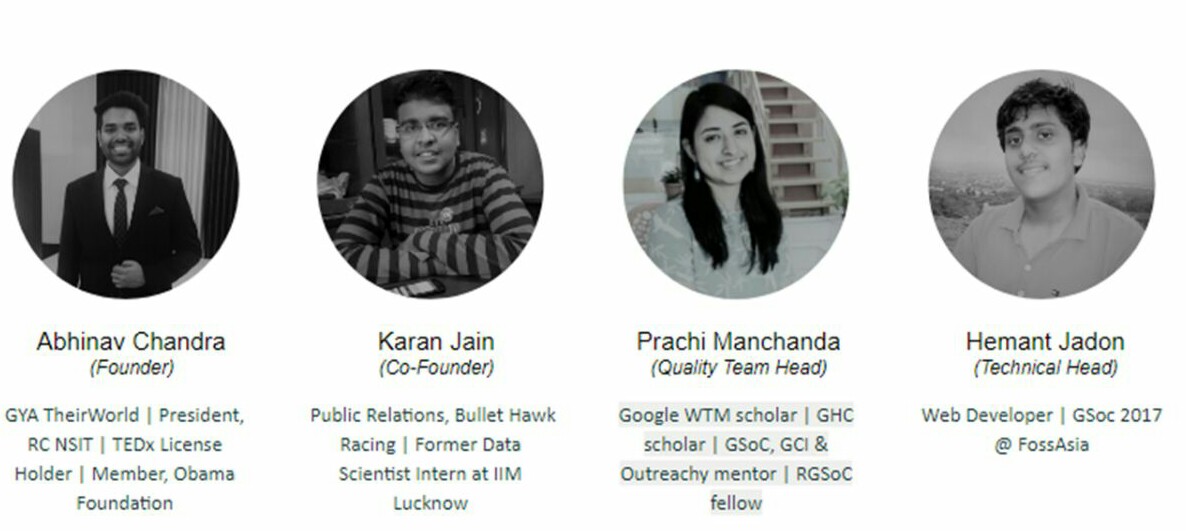 Abhinav Chandra
(Founder)
GYA TheirWorld | President,
RC NSIT | TEDx License
Holder | Member, Obama
Foundation
Karan Jain
(Co-Founder)
Public Relations, Bullet Hawk
Racing | Former Data
Scientist Intern at IIM
Lucknow
Prachi Manchanda
(Quality Team Head)
Google WTM scholar | GHC
scholar | GSoC, GCI &
Outreachy mentor | RGSoC
fellow
Hemant Jadon
(Technical Head)
Web Developer | GSoc 2017
@ FossAsia